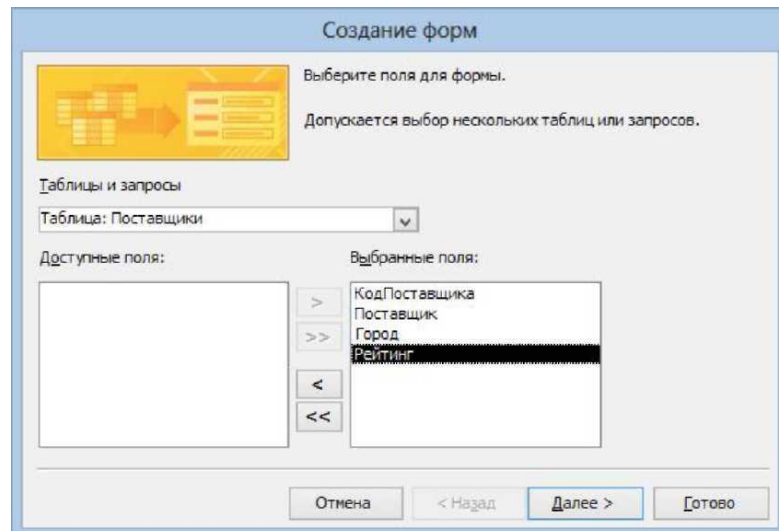 Создание форм
Выберите поля для формы.
Допускается выбор нескольких таблиц или запросов.
Таблицы и запросы
Таблица: Поставщики
Доступные поля:
Выбранные поля:
КодПоставщика
Поставщик
Город
Рейтинг
>
>>
<
<<
Отмена
< Назад
Далее >
Готово